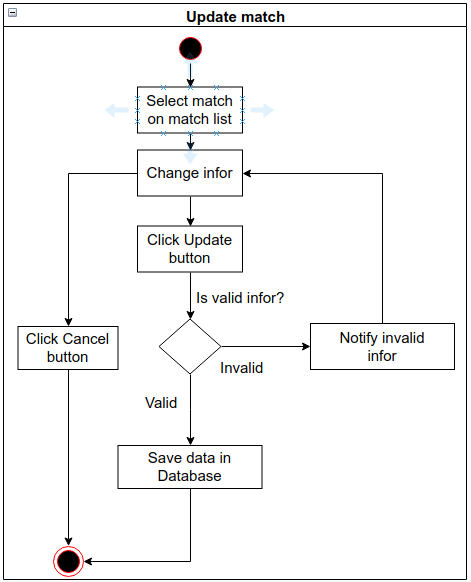 Update match
Select match
on match list
Change infor
Click Update
button
Is valid infor?
Click Cancel
button
Notify invalid
infor
Invalid
Valid
Save data in
Database